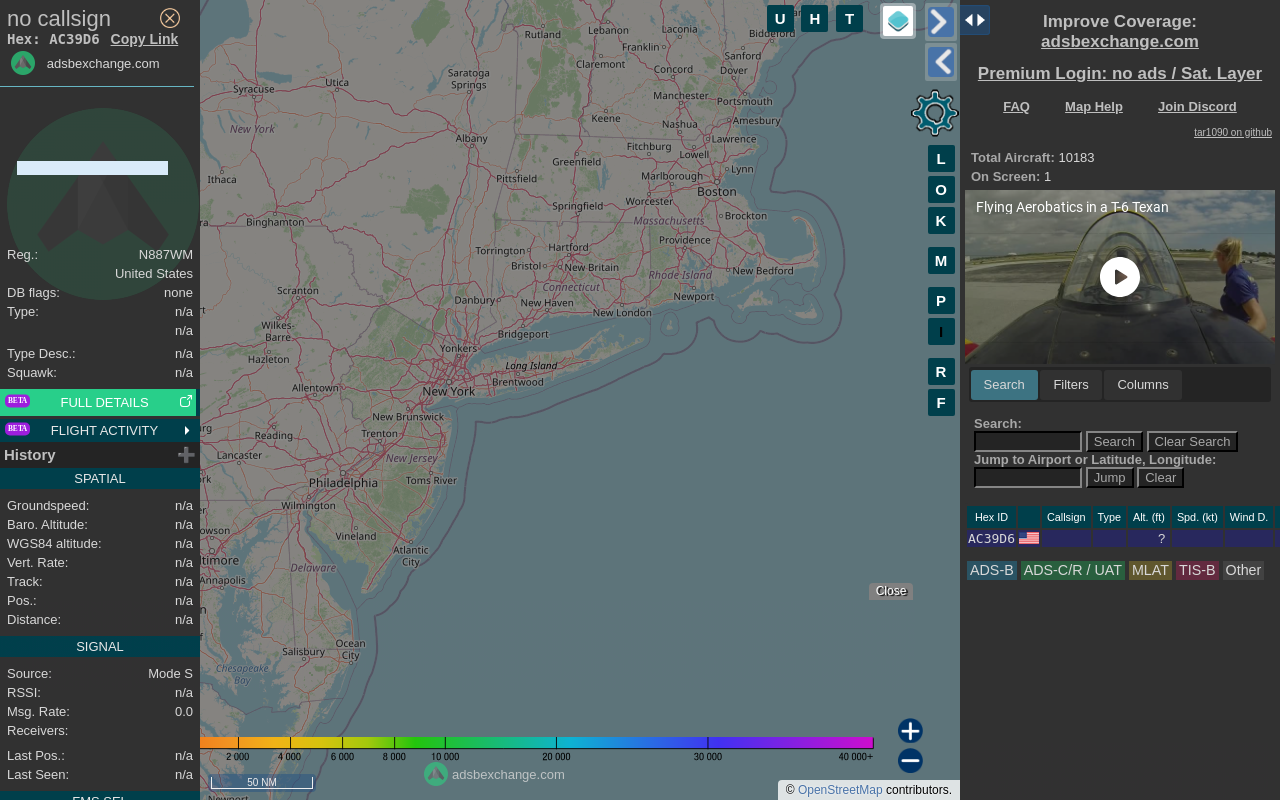 no callsign
Hex: AC39D6 Copy Link
adsbexchange.com
Reg.: N887WM
United States
DB flags: none
Type: n/a
n/a
Type Desc.: n/a
Squawk: n/a
BETA FULL DETAILS
BETA FLIGHT ACTIVITY
History
SPATIAL
Groundspeed: n/a
Baro. Altitude: n/a
WGS84 altitude: n/a
Vert. Rate: n/a
Track: n/a
Pos.: n/a
Distance: n/a
SIGNAL
Source: Mode S
RSSI: n/a
Msg. Rate: 0.0
Receivers:
Last Pos.: n/a
Last Seen: n/a
FMS SEL
U H T
L
O
K
M
P
I
R
F
Rutland
Lebanon
Laconia
Biddeford
Franklin
Sanford
Claremont
Concord
Dover
Saratoga
Springs
Utica
Syracuse
Manchester
Portsmouth
Keene
Nashua
Amesbury
New York
Albany
Fitchburg
Lowell
Lawrence
Greenfield
Lynn
Ithaca
Pittsfield
Marlborough
Boston
Springfield
Worcester
Massachusetts
Brockton
Binghamton
Torrington
Hartford
Providence
Bristol
New Britain
Rhode Island
New Bedford
Scranton
Connecticut
Danbury
New Haven
New London
Newport
Wilkes-
Barre
Bridgeport
Yonkers
Hazleton
Long Island
Brentwood
Allentown
New York
New Brunswick
Reading
Trenton
Lancaster
New Jersey
Philadelphia
Toms River
Wilmington
Vineland
Atlantic
City
Delaware
Annapolis
Ocean
City
Salisbury
Chesapeake
Bay
Close
2 000 4 000 6 000 8 000 10 000 20 000 30 000 40 000+
adsbexchange.com
50 NM
© OpenStreetMap contributors.
Improve Coverage:
adsbexchange.com
Premium Login: no ads / Sat. Layer
FAQ Map Help Join Discord
tar1090 on github
Total Aircraft: 10183
On Screen: 1
Flying Aerobatics in a T-6 Texan
Search Filters Columns
Search:
Search Clear Search
Jump to Airport or Latitude, Longitude:
Jump Clear
Hex ID Callsign Type Alt. (ft) Spd. (kt) Wind D.
AC39D6 ?
ADS-B ADS-C/R / UAT MLAT TIS-B Other